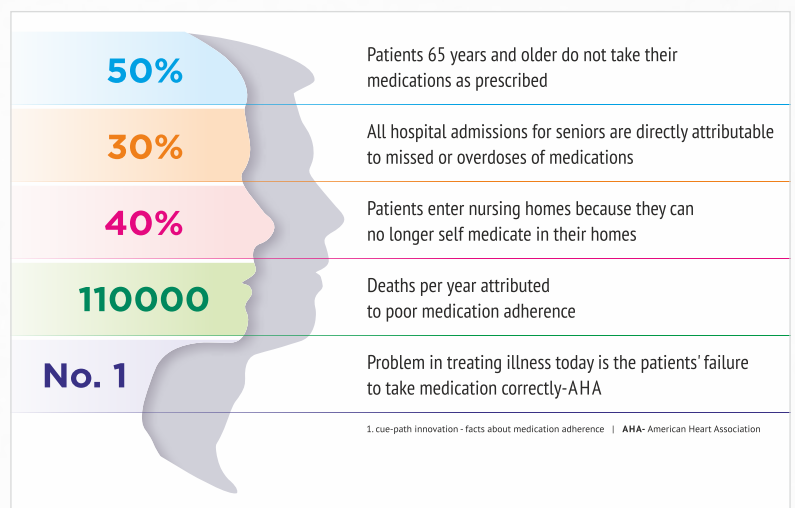 50%
Patients 65 years and older do not take their
medications as prescribed
30%
All hospital admissions for seniors are directly attributable
to missed or overdoses of medications
40%
Patients enter nursing homes because they can
no longer self medicate in their homes
110000
Deaths per year attributed
to poor medication adherence
No. 1
Problem in treating illness today is the patients' failure
to take medication correctly-AHA
1. cue-path innovation - facts about medication adherence | AHA- American Heart Association